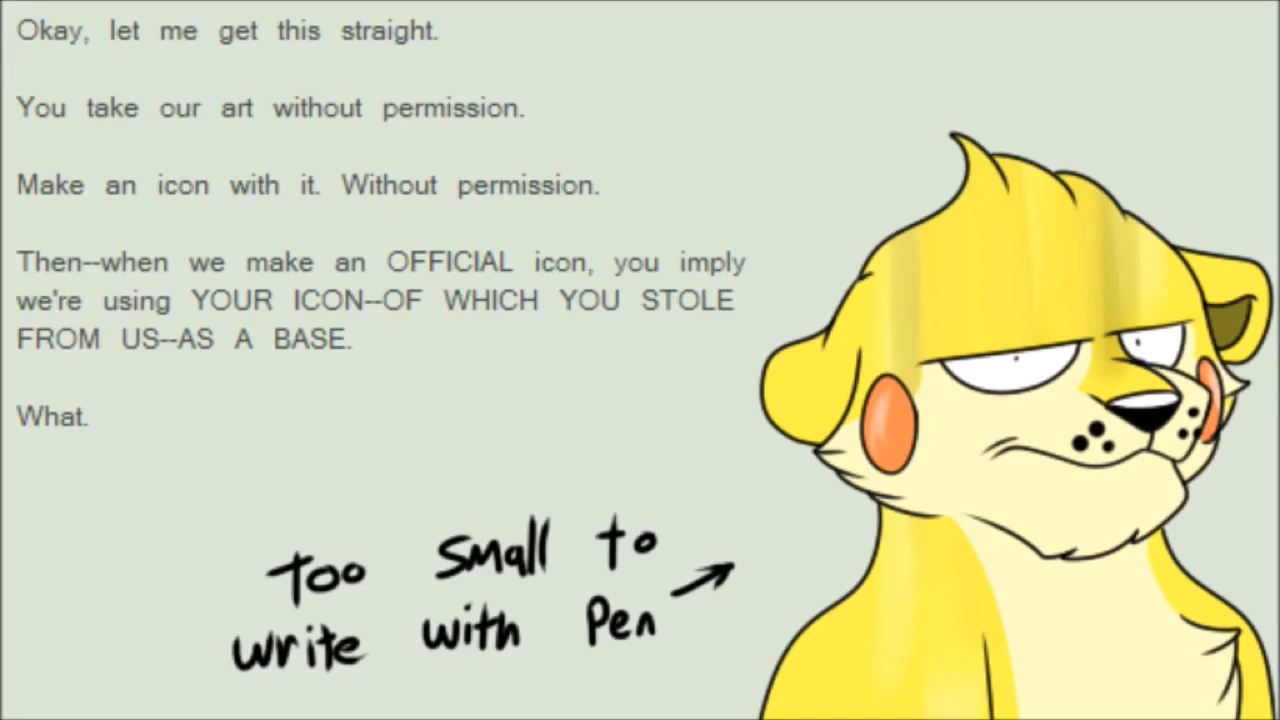 Okay, let me get this straight.
You take our art without permission.
Make an icon with it. Without permission.
Then--when we make an OFFICIAL icon, you imply
we're using YOUR ICON--OF WHICH YOU STOLE
FROM US--AS A BASE.
What.
Too small to
write with Pen